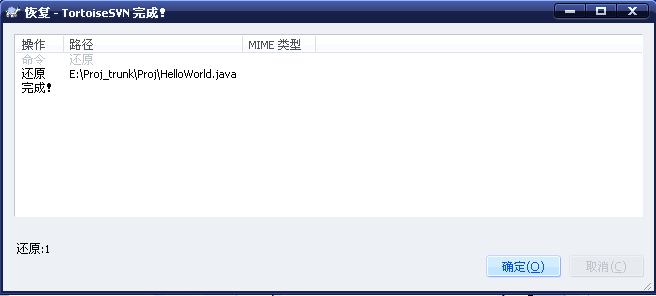 恢复 - TortoiseSVN 完成！
操作 路径 MIME 类型
命令 还原
还原 E:\Proj_trunk\Proj\HelloWorld.java
完成！
还原:1
确定(O) 取消(C)